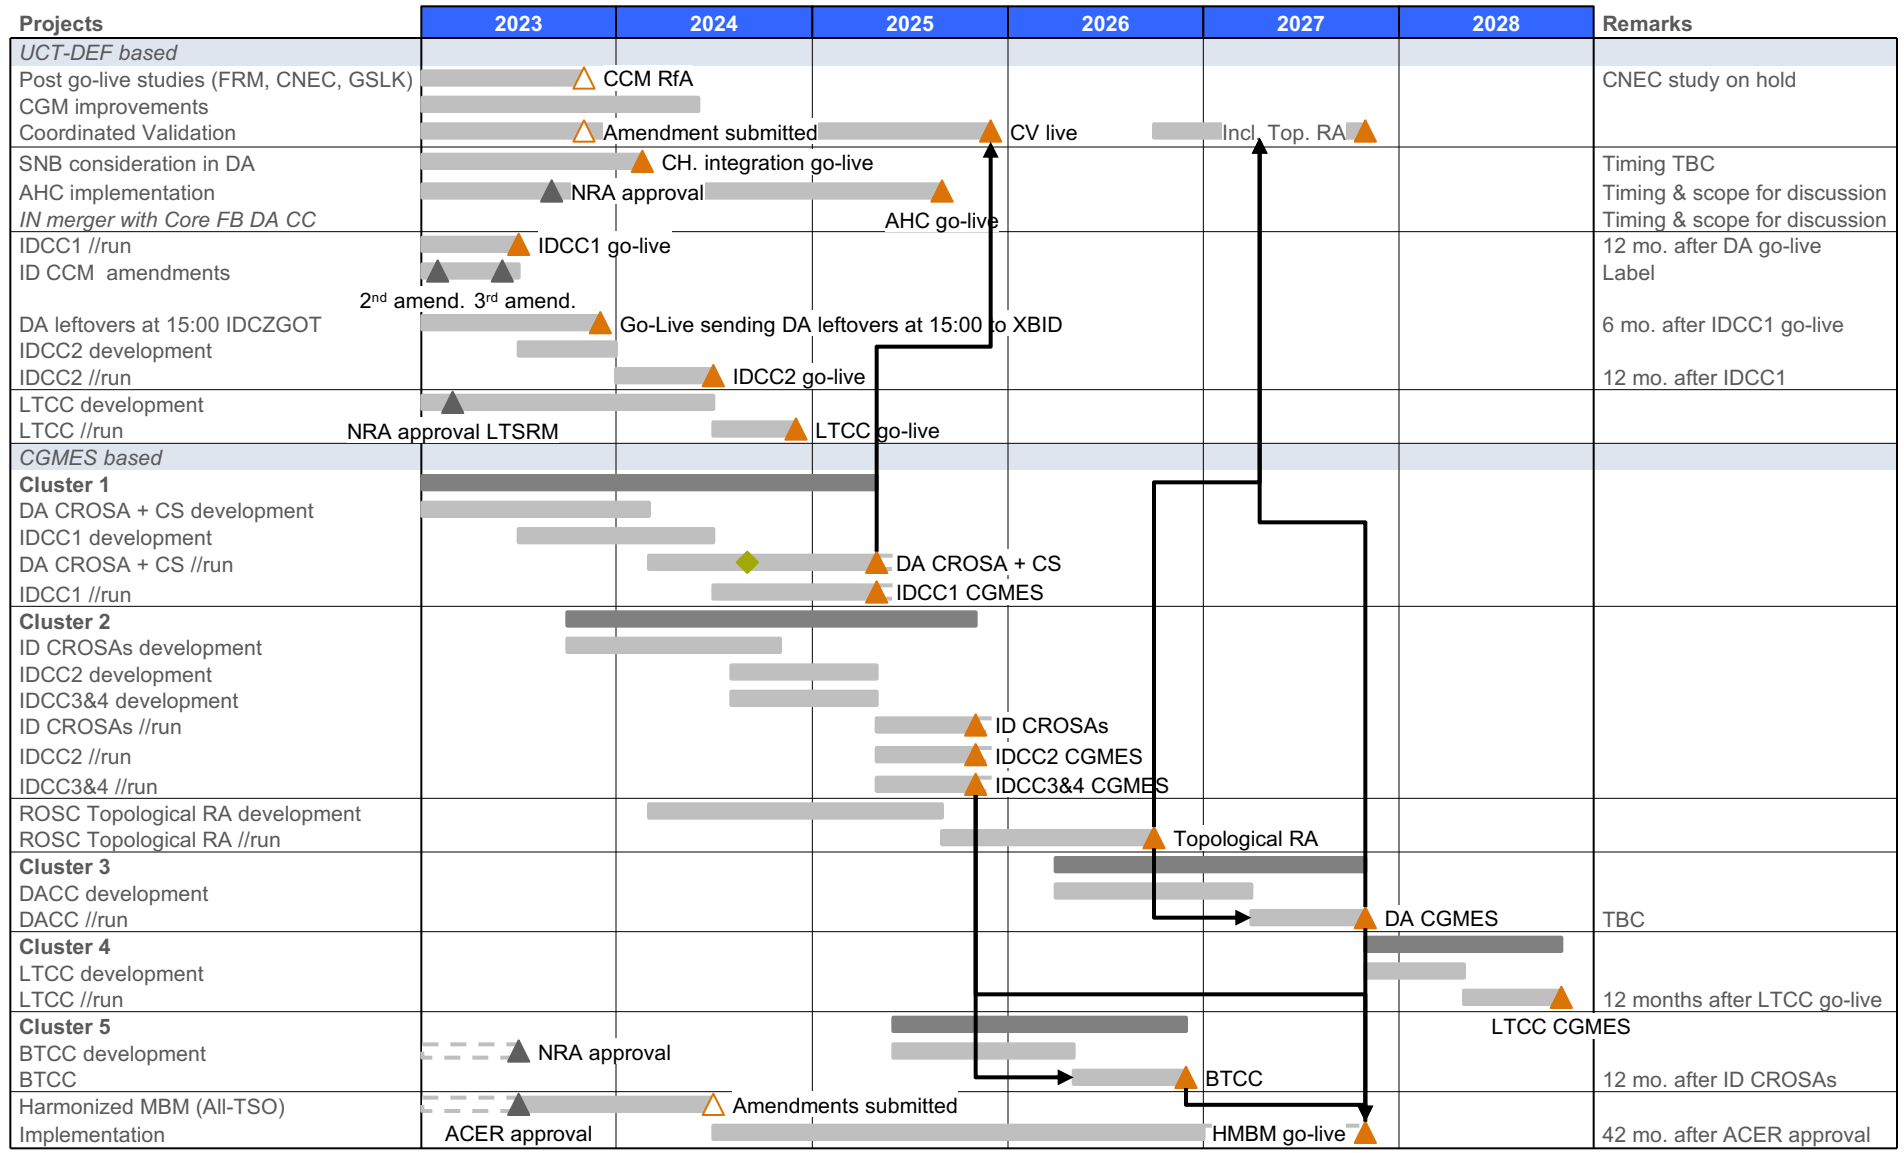 Projects 2023 2024 2025 2026 2027 2028 Remarks
UCT-DEF based
Post go-live studies (FRM, CNEC, GSLK) CCM RfA CNEC study on hold
CGM improvements
Coordinated Validation Amendment submitted CV live Incl. Top. RA
SNB consideration in DA CH. integration go-live Timing TBC
AHC implementation NRA approval Timing & scope for discussion
IN merger with Core FB DA CC AHC go-live Timing & scope for discussion
IDCC1 //run IDCC1 go-live 12 mo. after DA go-live
ID CCM amendments Label
2nd amend. 3rd amend.
DA leftovers at 15:00 IDCZGOT Go-Live sending DA leftovers at 15:00 to XBID 6 mo. after IDCC1 go-live
IDCC2 development
IDCC2 //run IDCC2 go-live 12 mo. after IDCC1
LTCC development
LTCC //run NRA approval LTSRM LTCC go-live
CGMES based
Cluster 1
DA CROSA + CS development
IDCC1 development
DA CROSA + CS //run DA CROSA + CS
IDCC1 //run IDCC1 CGMES
Cluster 2
ID CROSAs development
IDCC2 development
IDCC3&4 development
ID CROSAs //run ID CROSAs
IDCC2 //run IDCC2 CGMES
IDCC3&4 //run IDCC3&4 CGMES
ROSC Topological RA development
ROSC Topological RA //run Topological RA
Cluster 3
DACC development
DACC //run DA CGMES TBC
Cluster 4
LTCC development
LTCC //run 12 months after LTCC go-live
Cluster 5 LTCC CGMES
BTCC development NRA approval
BTCC BTCC 12 mo. after ID CROSAs
Harmonized MBM (All-TSO) Amendments submitted
Implementation ACER approval HMBM go-live 42 mo. after ACER approval